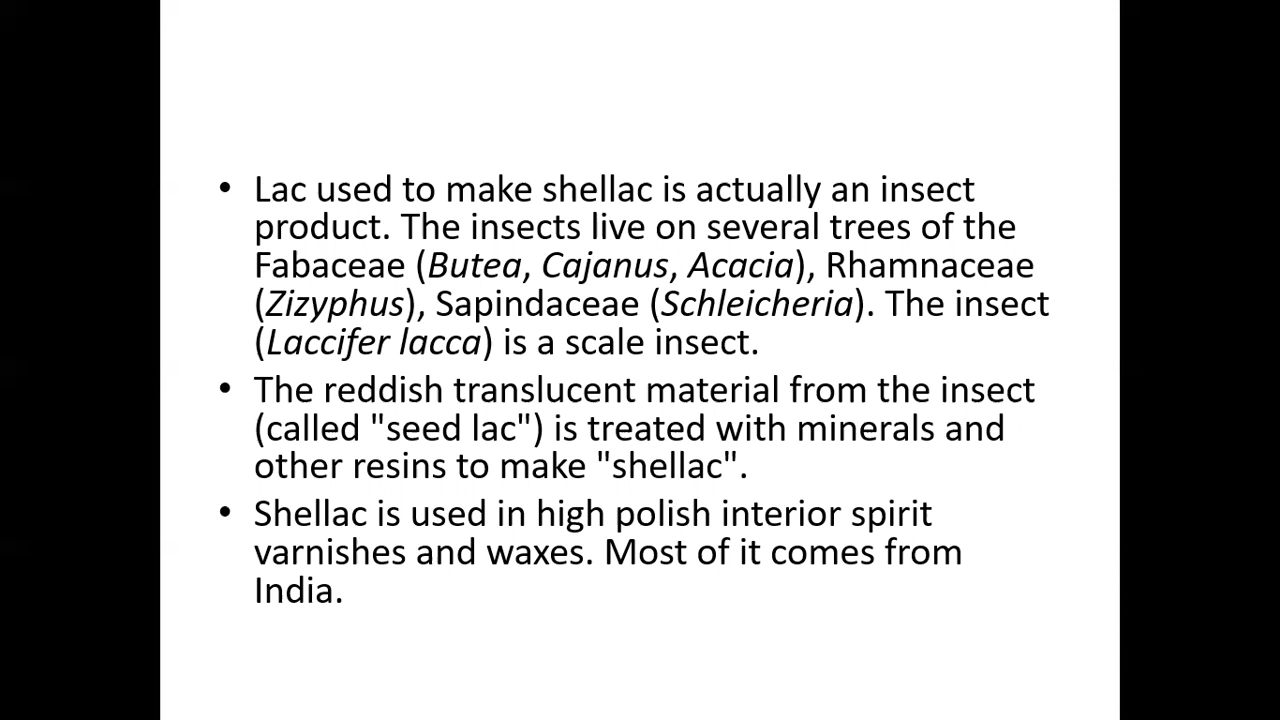 • Lac used to make shellac is actually an insect
product. The insects live on several trees of the
Fabaceae (Butea, Cajanus, Acacia), Rhamnaceae
(Zizyphus), Sapindaceae (Schleicheria). The insect
(Laccifer lacca) is a scale insect.
• The reddish translucent material from the insect
(called "seed lac") is treated with minerals and
other resins to make "shellac".
• Shellac is used in high polish interior spirit
varnishes and waxes. Most of it comes from
India.